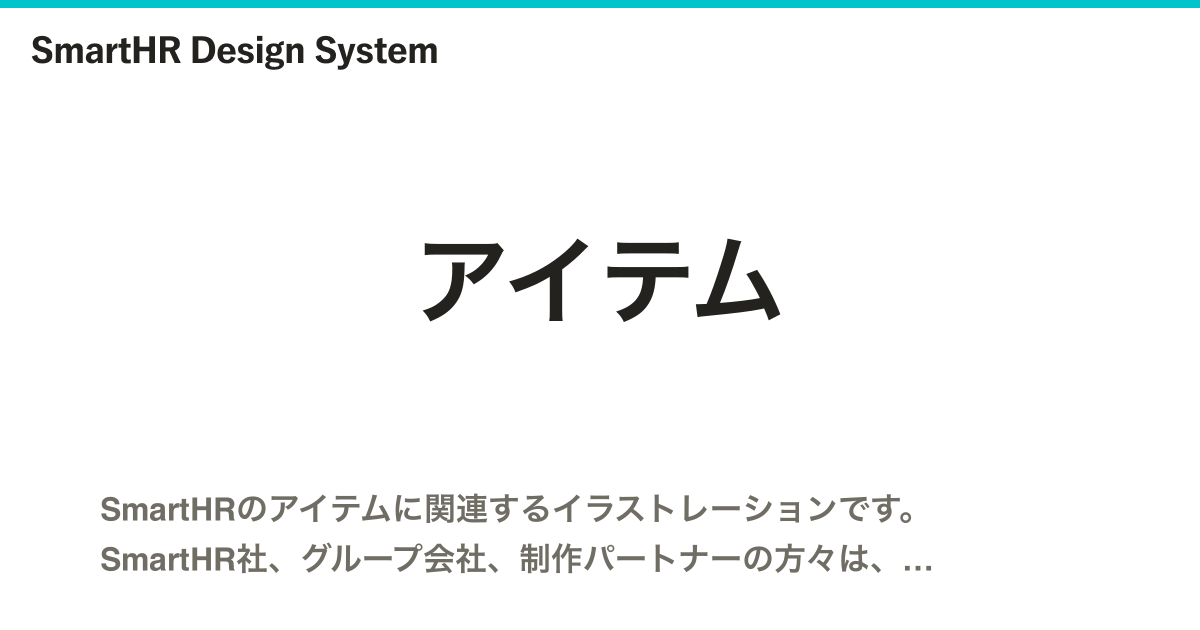 SmartHR Design System
アイテム
SmartHRのアイテムに関連するイラストレーションです。
SmartHR社、グループ会社、制作パートナーの方々は、…